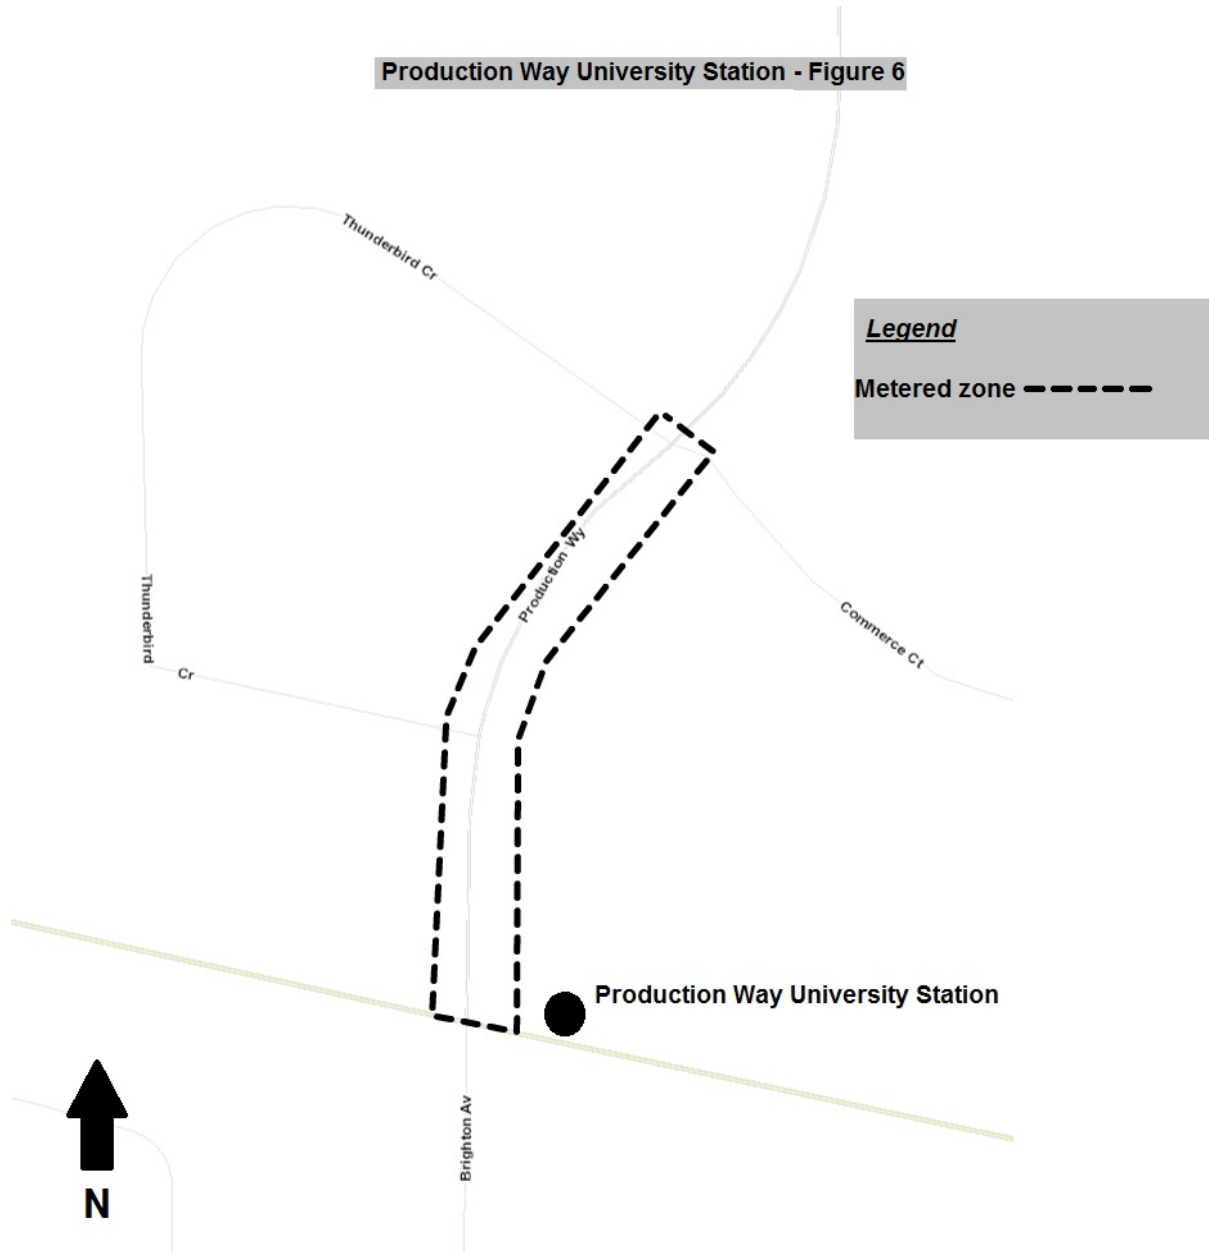 Production Way University Station - Figure 6
Thunderbird Cr
Legend
Metered zone
Production Wy
Thunderbird
Cr
Commerce Ct
Production Way University Station
Brighton Av
N